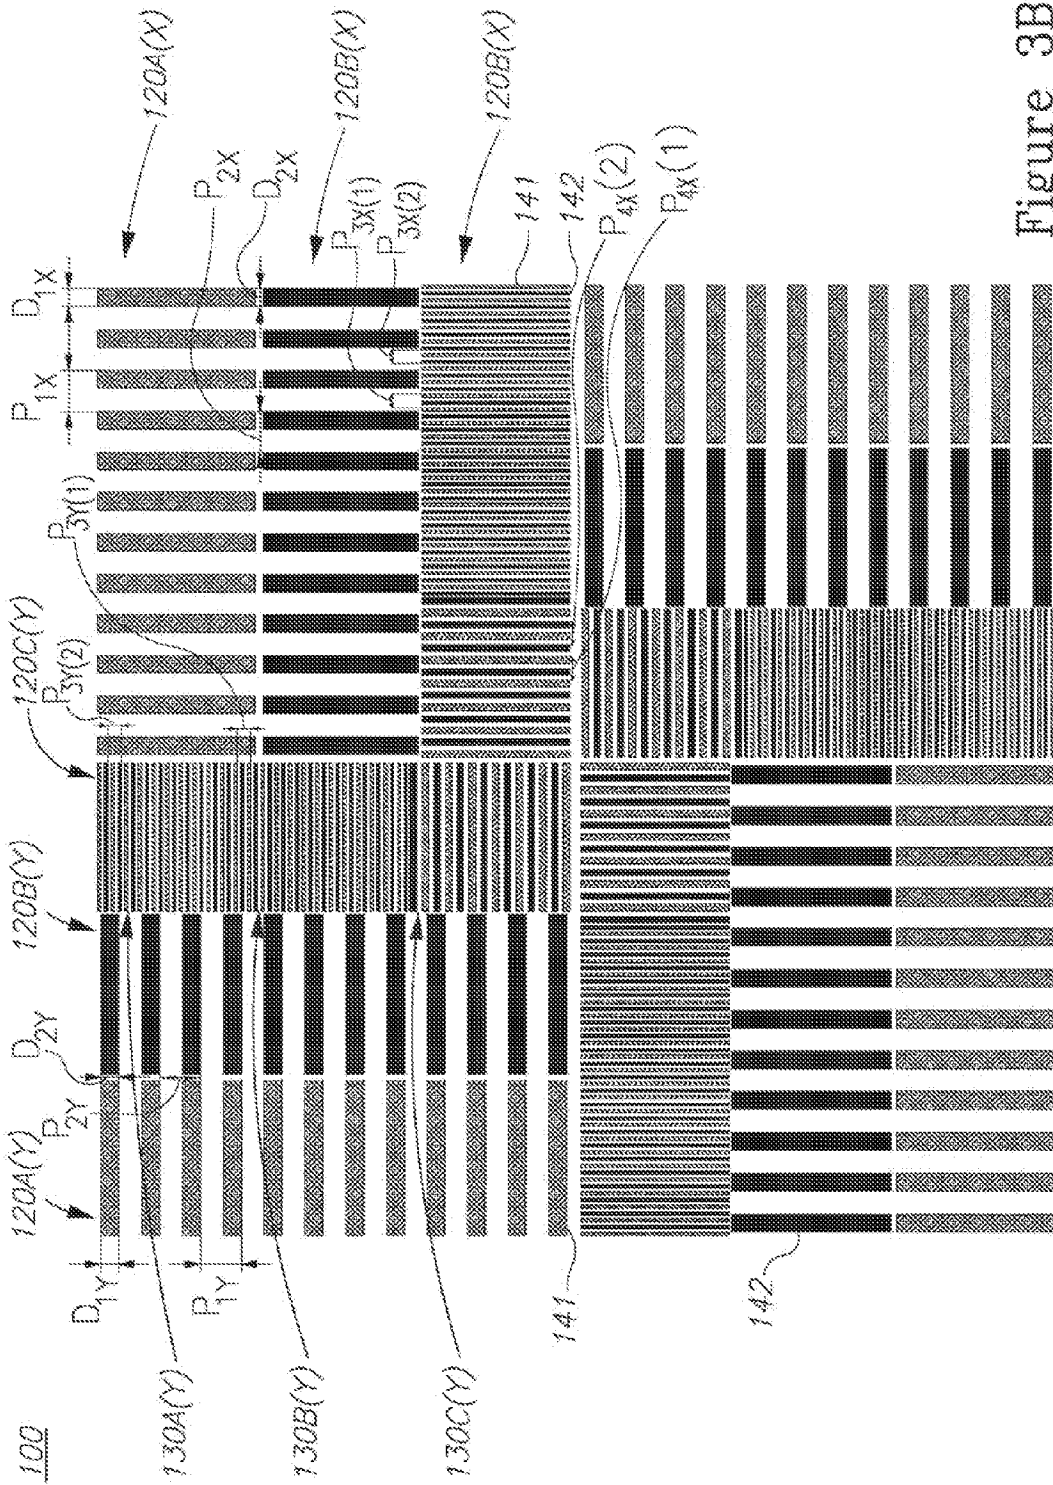 100
130A(Y)
130B(Y)
130C(Y)
D1Y
P1Y
141
142
120A(Y)
P2Y
D2Y
120B(Y)
120C(Y)
P3Y(2)
P3Y(1)
P1X
D1X
P2X
D2X
P3X(1)
P3X(2)
141
142
P4X(2)
P4X(1)
120A(X)
120B(X)
120B(X)
Figure 3B